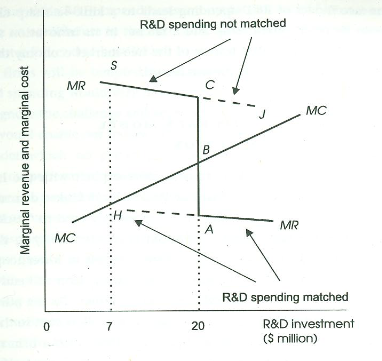 R&D spending not matched
S
MR
C
J
MC
B
H
A
MR
MC
R&D spending matched
Marginal revenue and marginal cost
0
7
20
R&D investment
($ million)